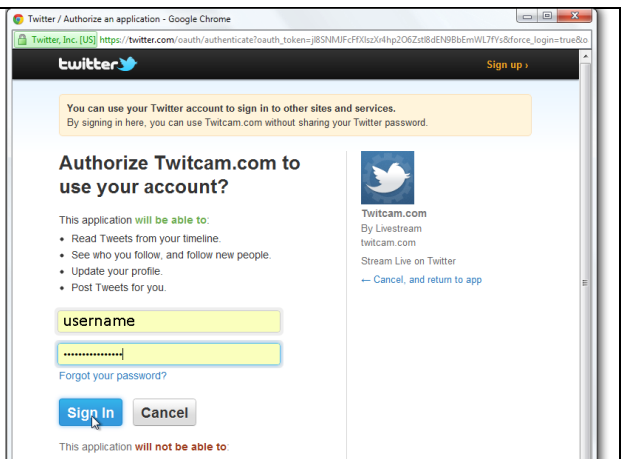 Twitter / Authorize an application - Google Chrome
Twitter, Inc. [US] https://twitter.com/oauth/authenticate?oauth_token=
twitter
Sign up ›
You can use your Twitter account to sign in to other sites and services.
By signing in here, you can use Twitcam.com without sharing your Twitter password.
Authorize Twitcam.com to
use your account?
This application will be able to:
• Read Tweets from your timeline.
• See who you follow, and follow new people.
• Update your profile.
• Post Tweets for you.
username
Forgot your password?
Sign In
Cancel
This application will not be able to:
Twitcam.com
By Livestream
twitcam.com
Stream Live on Twitter
← Cancel, and return to app